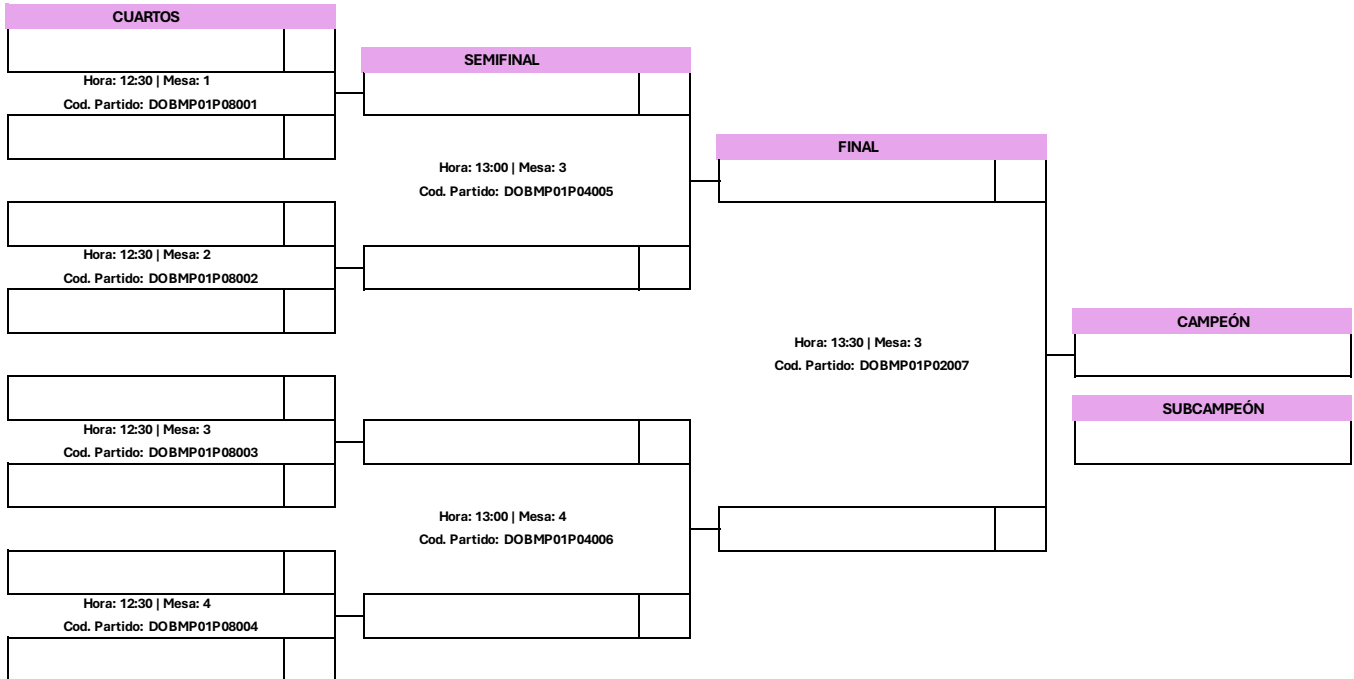 CUARTOS
Hora: 12:30 | Mesa: 1
Cod. Partido: DOBMP01P08001
Hora: 12:30 | Mesa: 2
Cod. Partido: DOBMP01P08002
Hora: 12:30 | Mesa: 3
Cod. Partido: DOBMP01P08003
Hora: 12:30 | Mesa: 4
Cod. Partido: DOBMP01P08004
SEMIFINAL
Hora: 13:00 | Mesa: 3
Cod. Partido: DOBMP01P04005
Hora: 13:00 | Mesa: 4
Cod. Partido: DOBMP01P04006
FINAL
Hora: 13:30 | Mesa: 3
Cod. Partido: DOBMP01P02007
CAMPEÓN
SUBCAMPEÓN